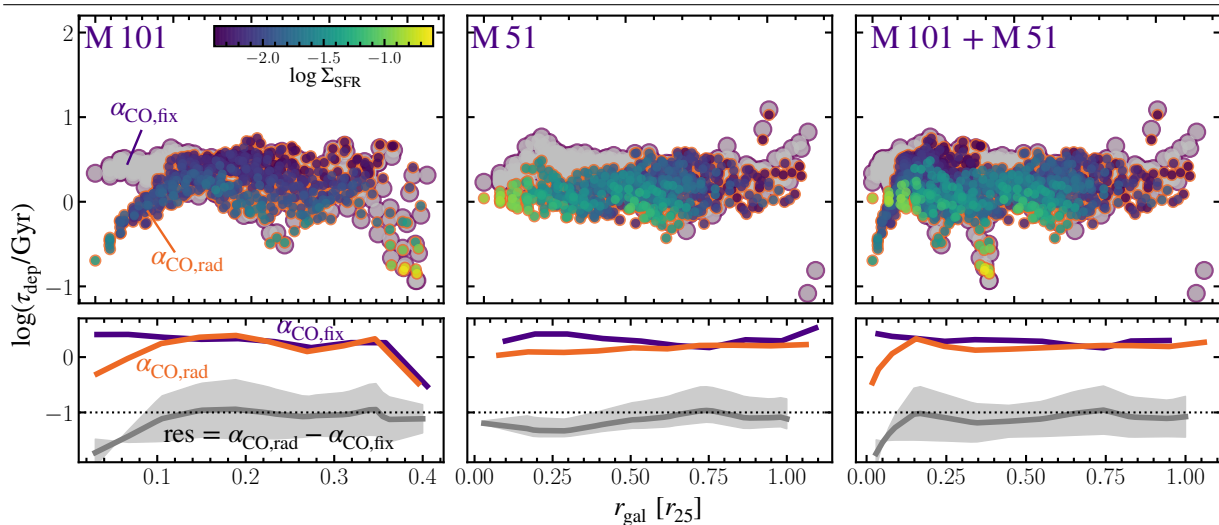 M 101
M 51
M 101 + M 51
−2.0 −1.5 −1.0
log Σ_SFR
α_CO,fix
α_CO,rad
log(τ_dep/Gyr)
2
1
0
−1
α_CO,fix
α_CO,rad
res = α_CO,rad − α_CO,fix
0
−1
0.1 0.2 0.3 0.4
0.00 0.25 0.50 0.75 1.00
0.00 0.25 0.50 0.75 1.00
r_gal [r_25]